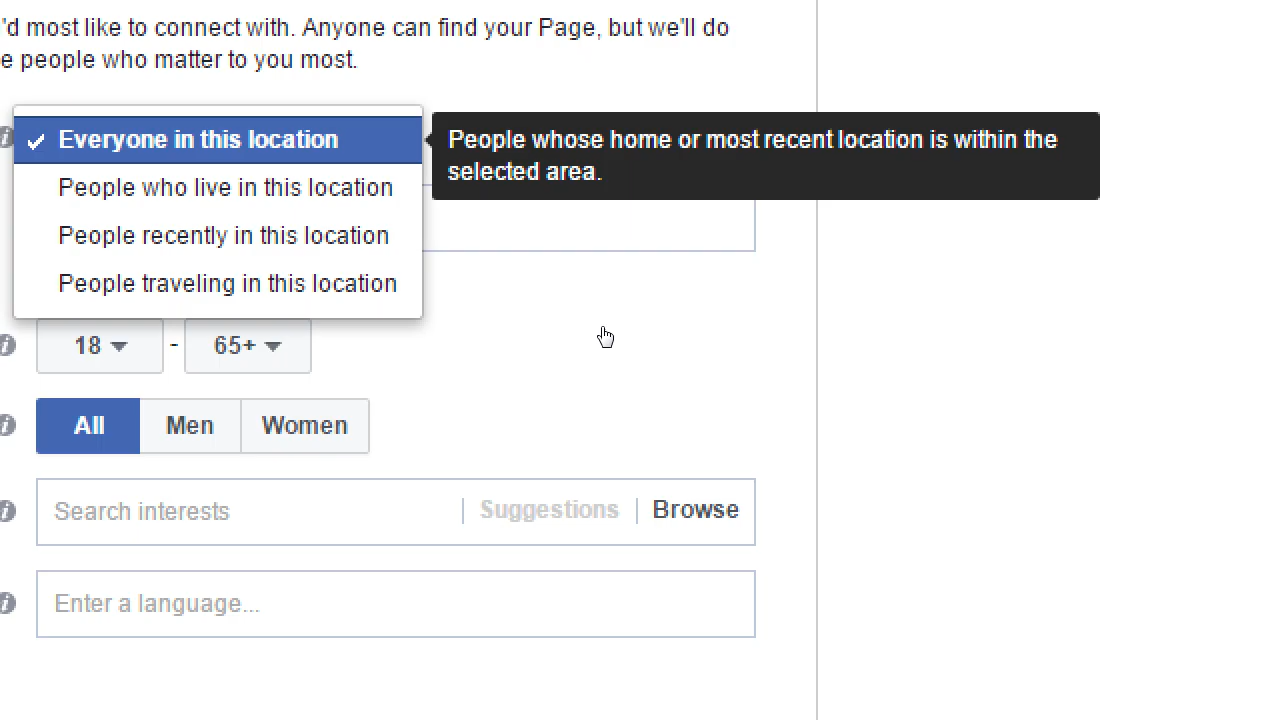 'd most like to connect with. Anyone can find your Page, but we'll do
e people who matter to you most.
Everyone in this location
People whose home or most recent location is within the
selected area.
People who live in this location
People recently in this location
People traveling in this location
18 - 65+
All Men Women
Search interests | Suggestions | Browse
Enter a language...